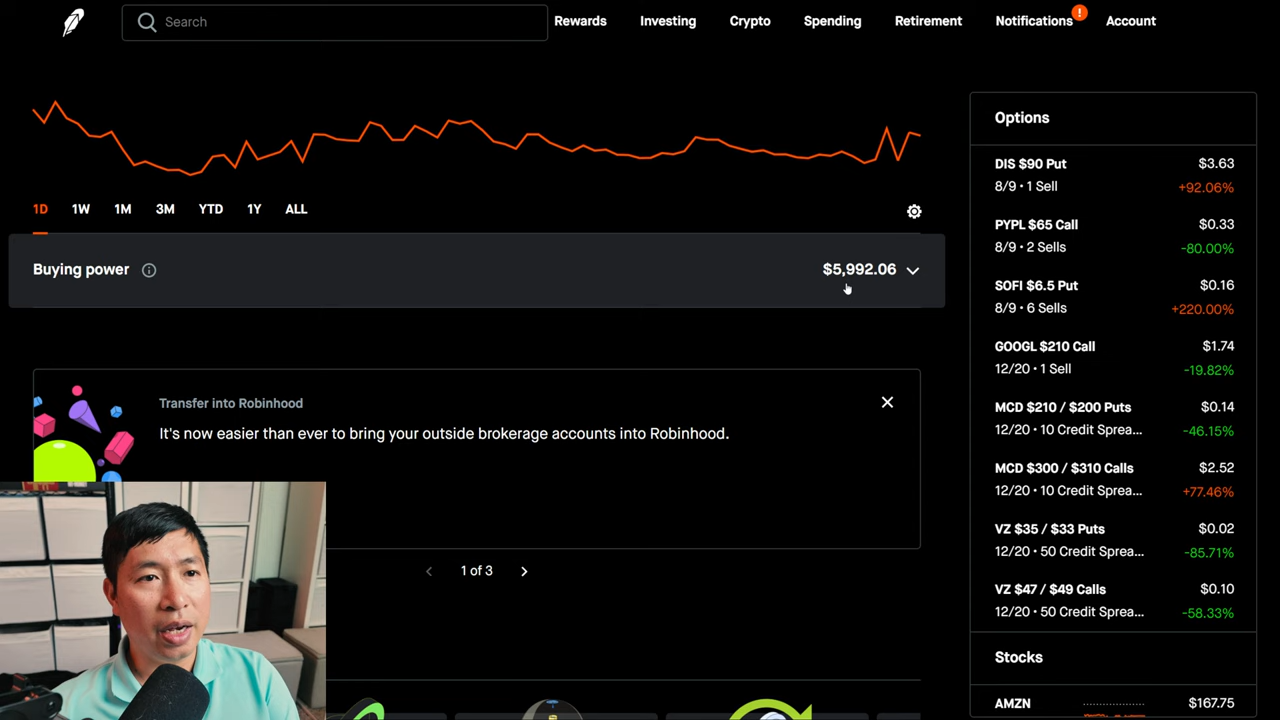 Search
Rewards
Investing
Crypto
Spending
Retirement
Notifications
!
Account
1D
1W
1M
3M
YTD
1Y
ALL
Buying power
$5,992.06
Transfer into Robinhood
It's now easier than ever to bring your outside brokerage accounts into Robinhood.
1 of 3
Options
DIS $90 Put $3.63
8/9 • 1 Sell +92.06%
PYPL $65 Call $0.33
8/9 • 2 Sells -80.00%
SOFI $6.5 Put $0.16
8/9 • 6 Sells +220.00%
GOOGL $210 Call $1.74
12/20 • 1 Sell -19.82%
MCD $210 / $200 Puts $0.14
12/20 • 10 Credit Sprea... -46.15%
MCD $300 / $310 Calls $2.52
12/20 • 10 Credit Sprea... +77.46%
VZ $35 / $33 Puts $0.02
12/20 • 50 Credit Sprea... -85.71%
VZ $47 / $49 Calls $0.10
12/20 • 50 Credit Sprea... -58.33%
Stocks
AMZN $167.75